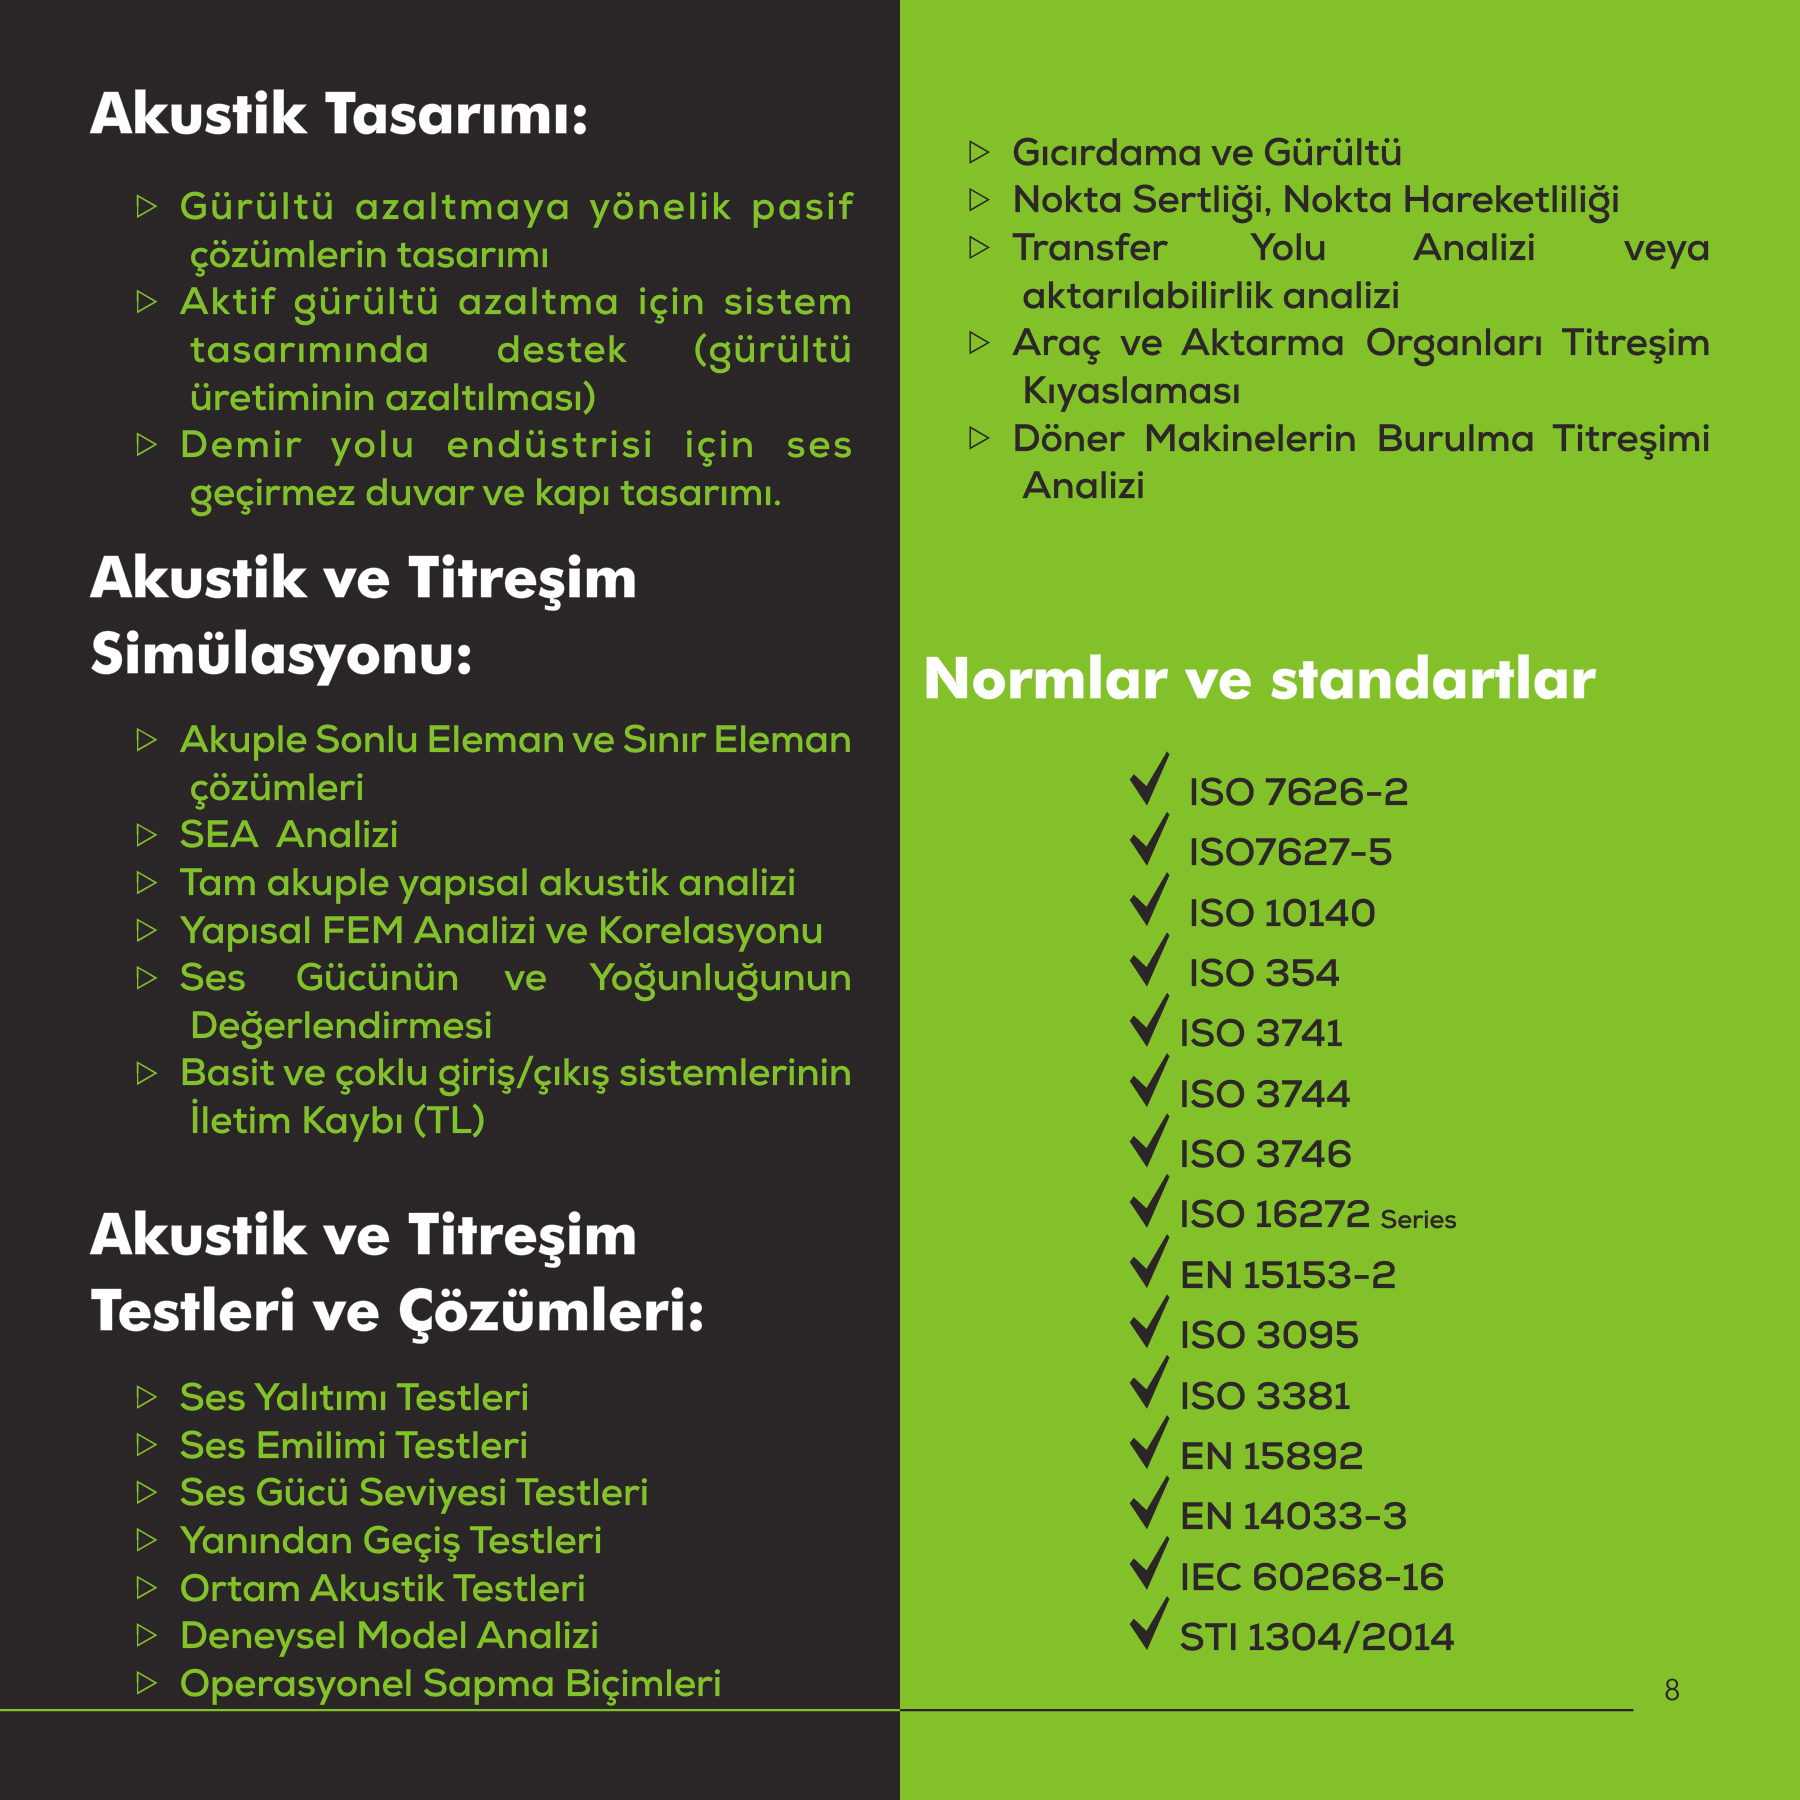 Akustik Tasarımı:
Gürültü azaltmaya yönelik pasif
çözümlerin tasarımı
Aktif gürültü azaltma için sistem
tasarımında destek (gürültü
üretiminin azaltılması)
Demir yolu endüstrisi için ses
geçirmez duvar ve kapı tasarımı.
Akustik ve Titreşim
Simülasyonu:
Akuple Sonlu Eleman ve Sınır Eleman
çözümleri
SEA Analizi
Tam akuple yapısal akustik analizi
Yapısal FEM Analizi ve Korelasyonu
Ses Gücünün ve Yoğunluğunun
Değerlendirmesi
Basit ve çoklu giriş/çıkış sistemlerinin
İletim Kaybı (TL)
Akustik ve Titreşim
Testleri ve Çözümleri:
Ses Yalıtımı Testleri
Ses Emilimi Testleri
Ses Gücü Seviyesi Testleri
Yanından Geçiş Testleri
Ortam Akustik Testleri
Deneysel Model Analizi
Operasyonel Sapma Biçimleri
Gıcırdama ve Gürültü
Nokta Sertliği, Nokta Hareketliliği
Transfer Yolu Analizi veya
aktarılabilirlik analizi
Araç ve Aktarma Organları Titreşim
Kıyaslaması
Döner Makinelerin Burulma Titreşimi
Analizi
Normlar ve standartlar
ISO 7626-2
ISO7627-5
ISO 10140
ISO 354
ISO 3741
ISO 3744
ISO 3746
ISO 16272 Series
EN 15153-2
ISO 3095
ISO 3381
EN 15892
EN 14033-3
IEC 60268-16
STI 1304/2014
8